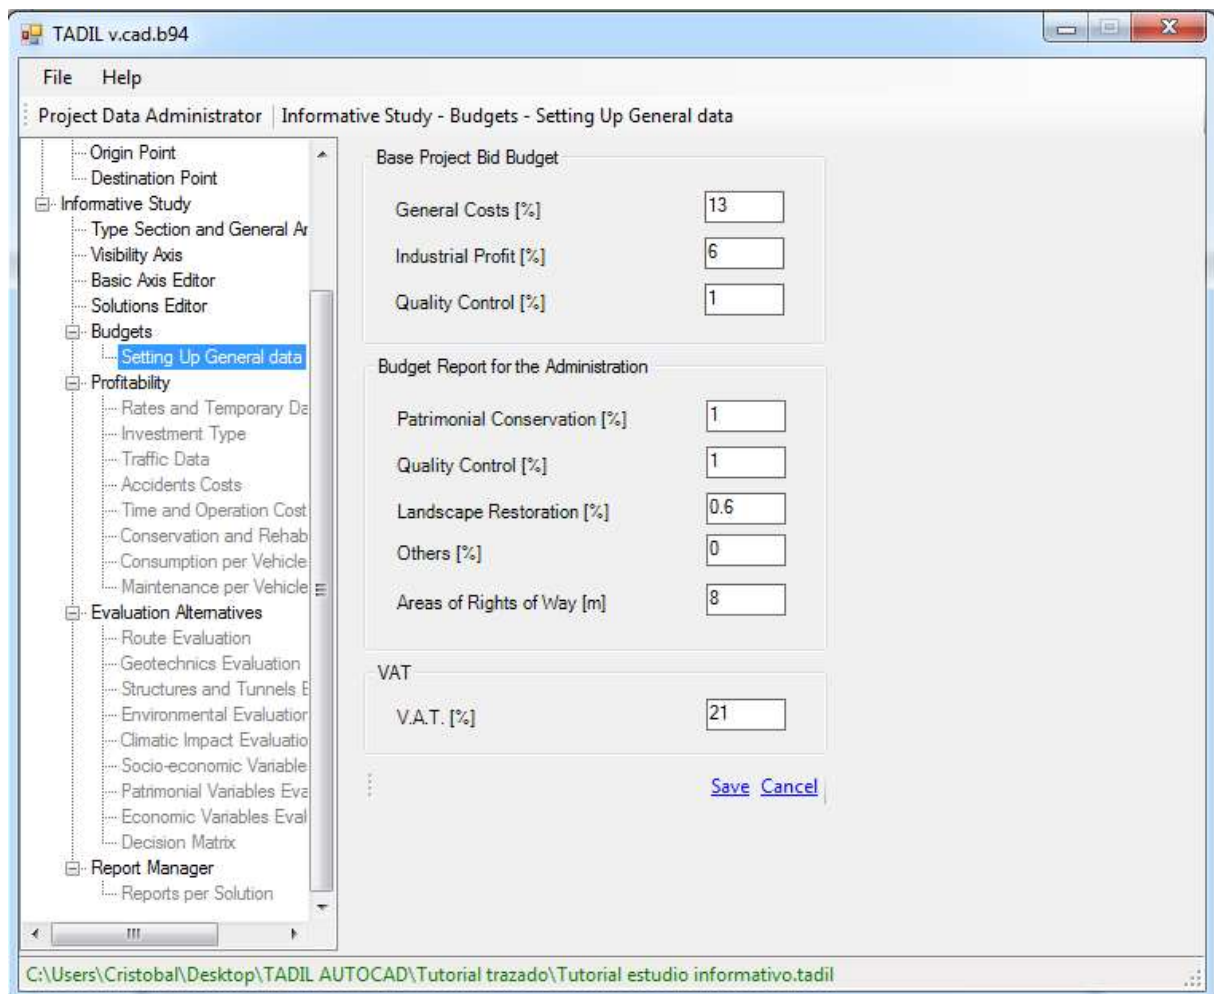 TADIL v.cad.b94
File Help
Project Data Administrator Informative Study - Budgets - Setting Up General data
Origin Point
Destination Point
Informative Study
Type Section and General Ar
Visibility Axis
Basic Axis Editor
Solutions Editor
Budgets
Setting Up General data
Profitability
Rates and Temporary Da
Investment Type
Traffic Data
Accidents Costs
Time and Operation Cost
Conservation and Rehab
Consumption per Vehicle
Maintenance per Vehicle
Evaluation Alternatives
Route Evaluation
Geotechnics Evaluation
Structures and Tunnels E
Environmental Evaluation
Climatic Impact Evaluatio
Socio-economic Variable
Patrimonial Variables Eva
Economic Variables Eval
Decision Matrix
Report Manager
Reports per Solution
Base Project Bid Budget
General Costs [%] 13
Industrial Profit [%] 6
Quality Control [%] 1
Budget Report for the Administration
Patrimonial Conservation [%] 1
Quality Control [%] 1
Landscape Restoration [%] 0.6
Others [%] 0
Areas of Rights of Way [m] 8
VAT
V.A.T. [%] 21
Save Cancel
C:\Users\Cristobal\Desktop\TADIL AUTOCAD\Tutorial trazado\Tutorial estudio informativo.tadil